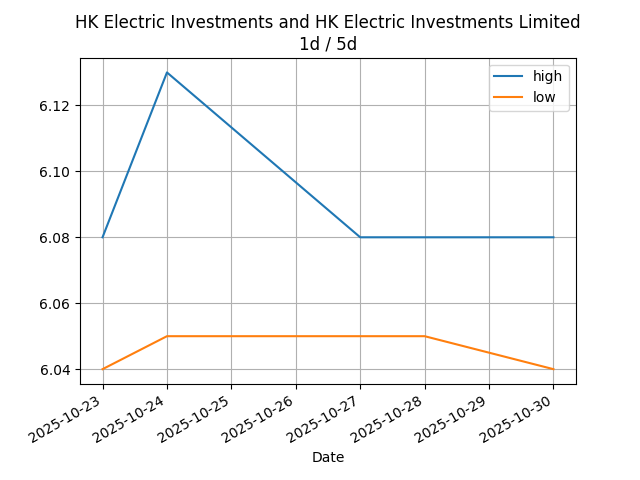 HK Electric Investments and HK Electric Investments Limited
1d / 5d
high
low
6.12
6.10
6.08
6.06
6.04
2025-10-23
2025-10-24
2025-10-25
2025-10-26
2025-10-27
2025-10-28
2025-10-29
2025-10-30
Date